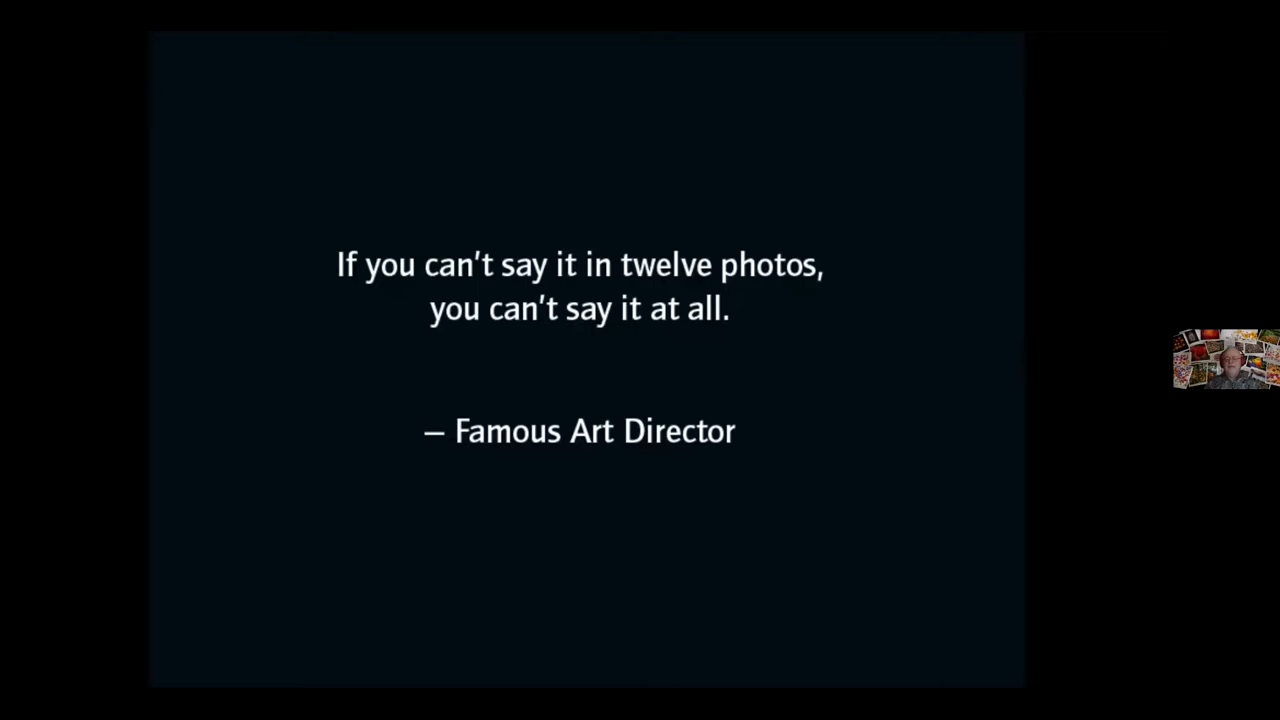 If you can't say it in twelve photos,
you can't say it at all.
– Famous Art Director